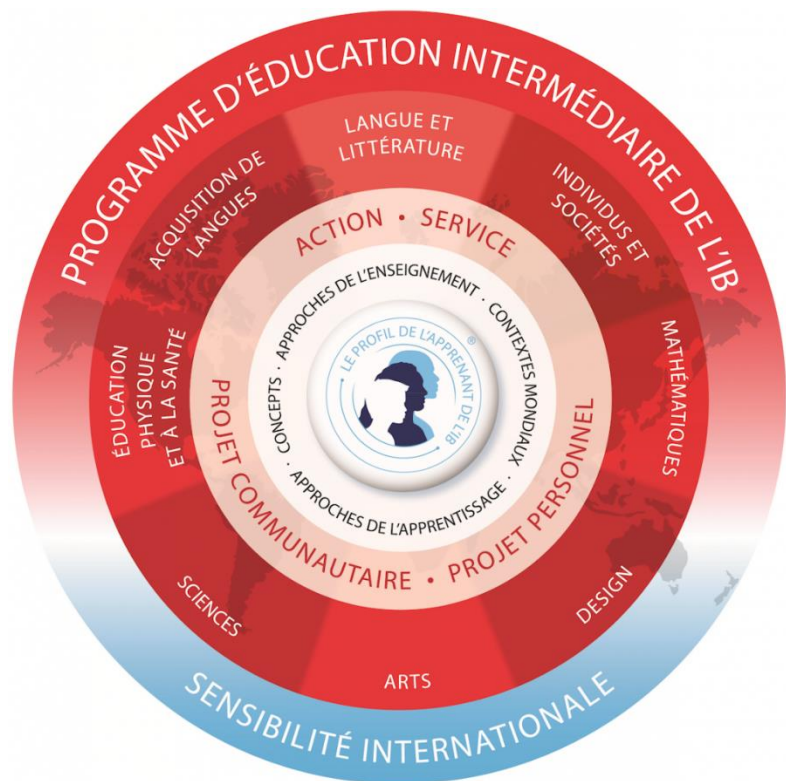 PROGRAMME D'ÉDUCATION INTERMÉDIAIRE DE L'IB
LANGUE ET
LITTÉRATURE
INDIVIDUS ET
SOCIÉTÉS
MATHÉMATIQUES
DESIGN
ARTS
SCIENCES
ÉDUCATION
PHYSIQUE
ET À LA SANTÉ
ACQUISITION DE
LANGUES
ACTION • SERVICE
PROJET COMMUNAUTAIRE • PROJET PERSONNEL
APPROCHES DE L'ENSEIGNEMENT · CONTEXTES MONDIAUX ·
APPROCHES DE L'APPRENTISSAGE · CONCEPTS ·
LE PROFIL DE L'APPRENANT DE L'IB ®
SENSIBILITÉ INTERNATIONALE